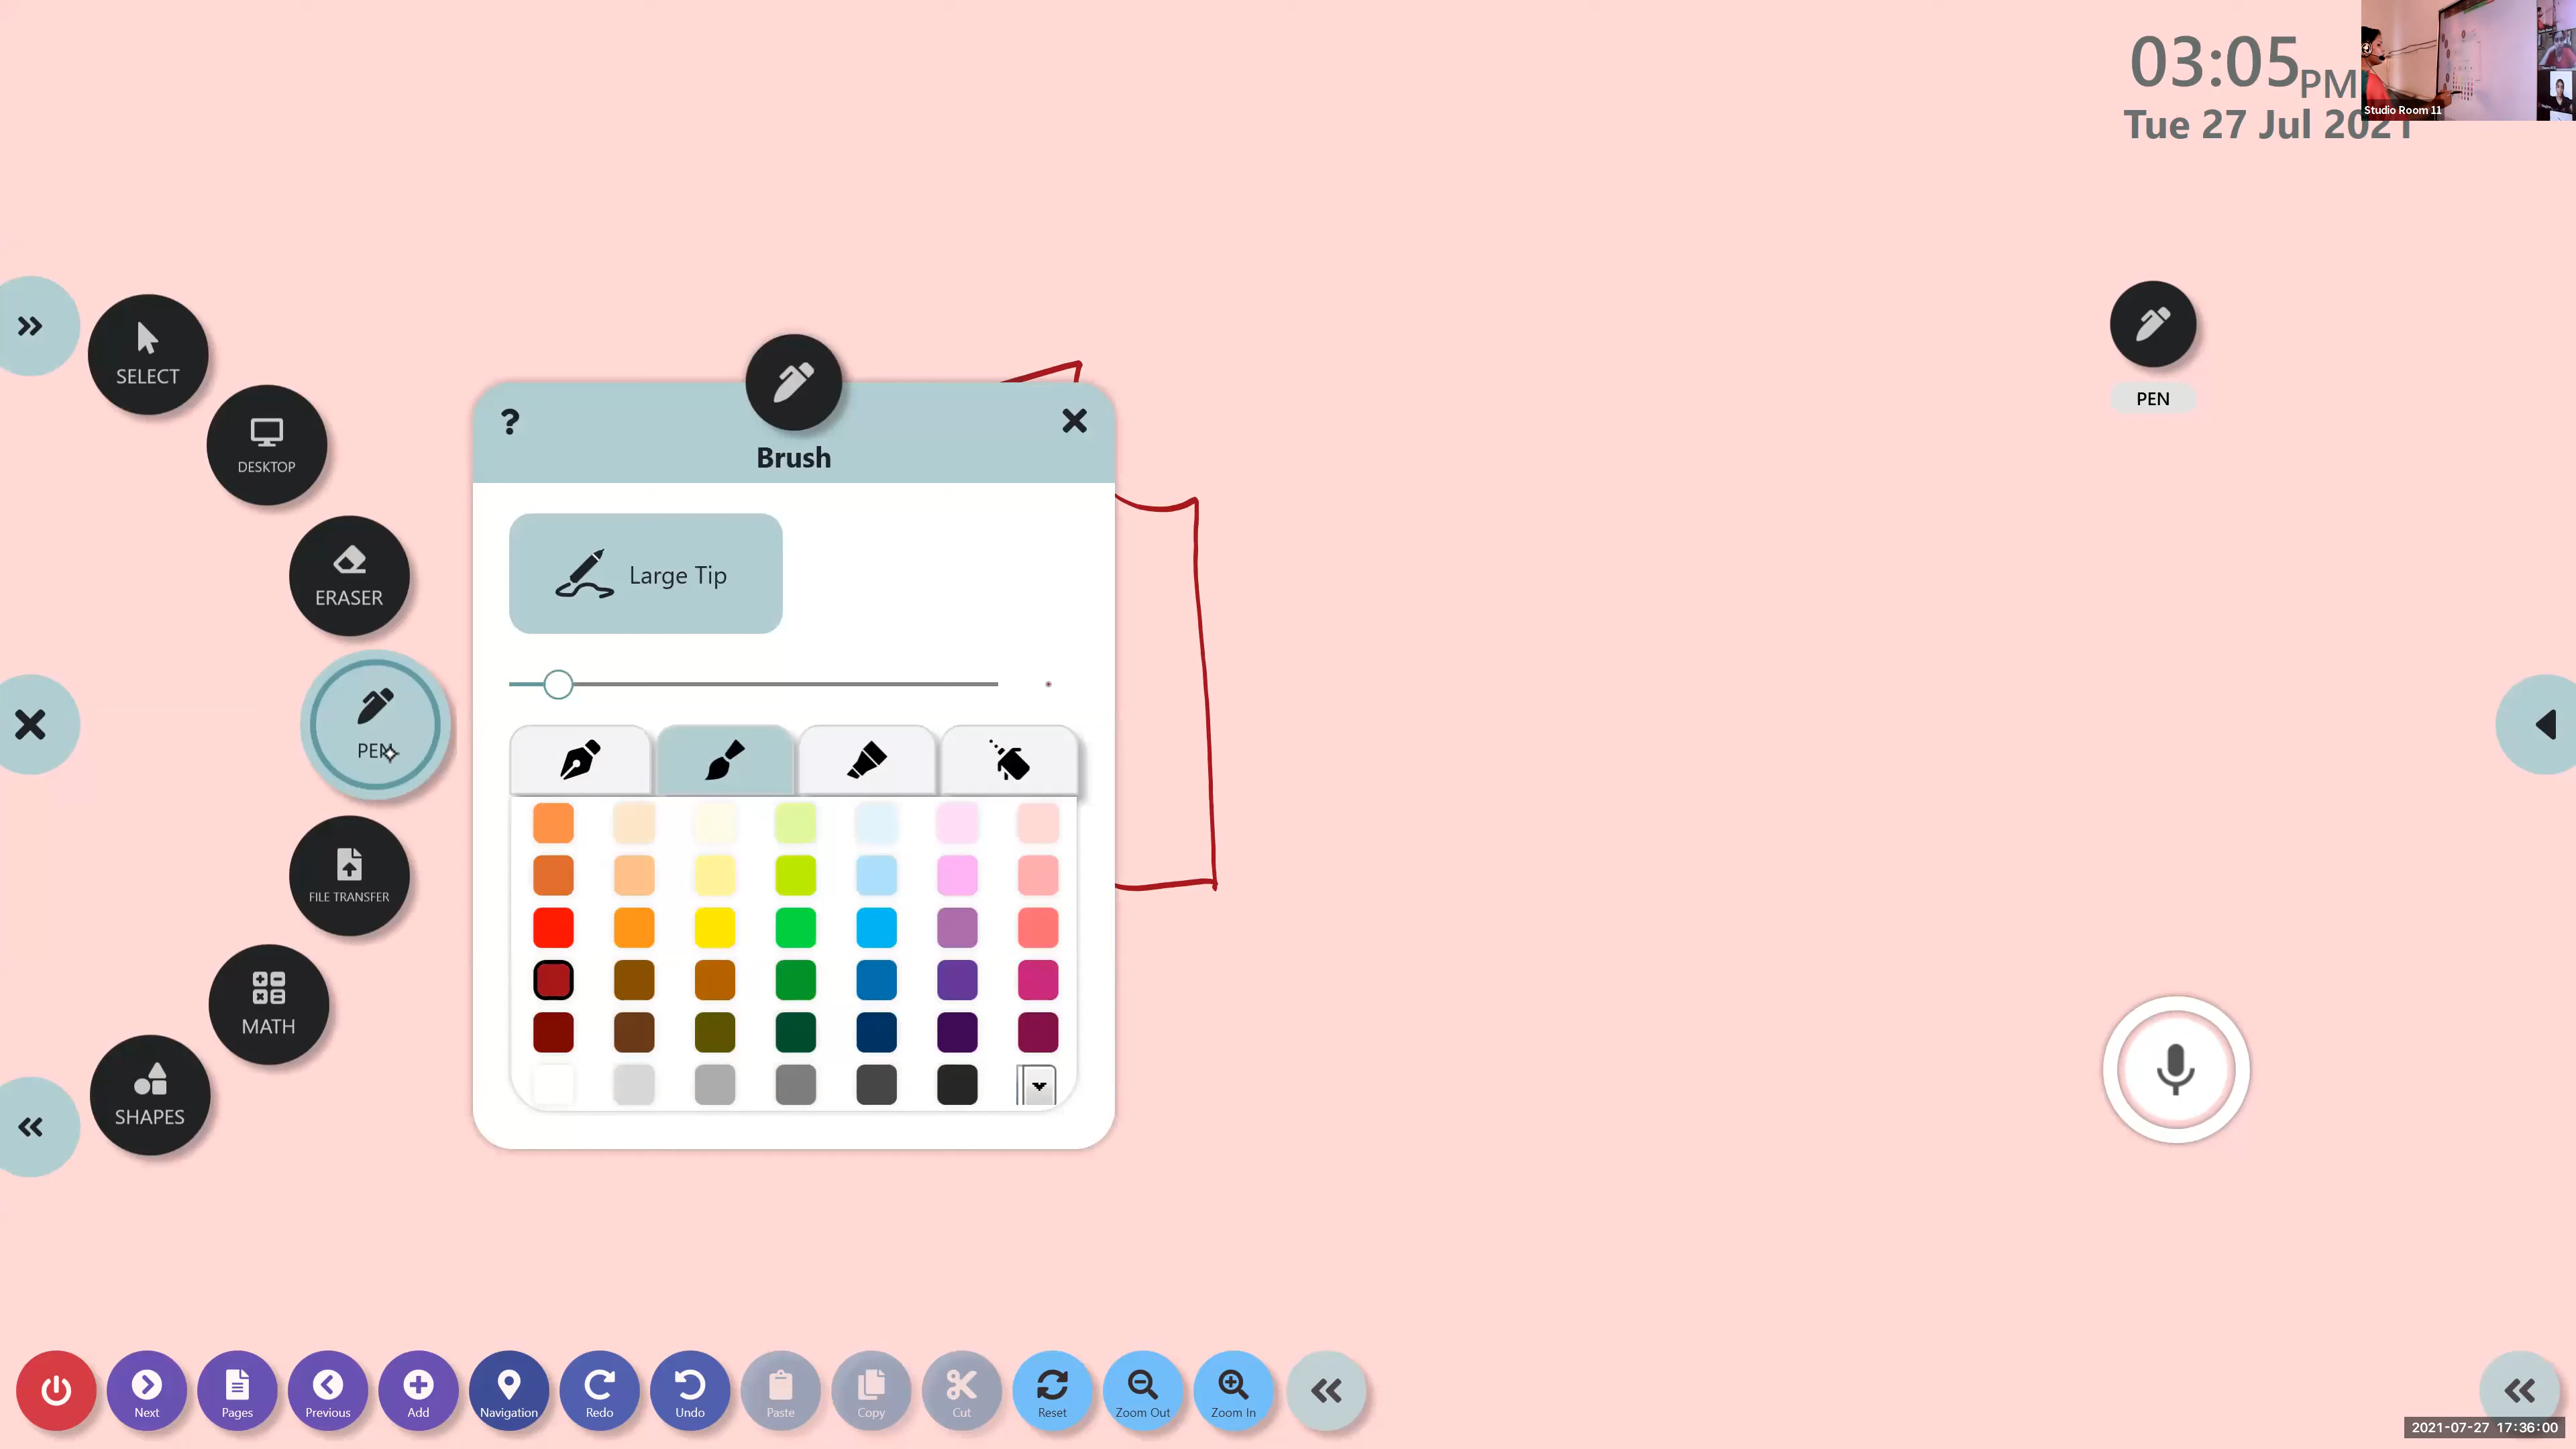 03:05PM
Tue 27 Jul 2021
Studio Room 11
SELECT
DESKTOP
ERASER
PEN
FILE TRANSFER
MATH
SHAPES
?
Brush
Large Tip
PEN
Next
Pages
Previous
Add
Navigation
Redo
Undo
Paste
Copy
Cut
Reset
Zoom Out
Zoom In
2021-07-27 17:36:00